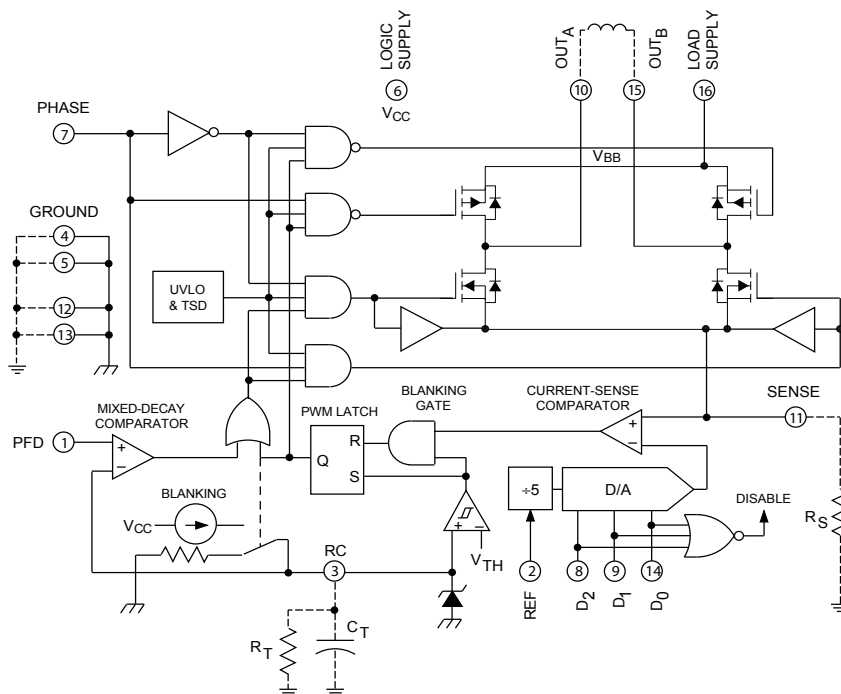 LOGIC
SUPPLY
6
VCC
OUTA
10
OUTB
15
LOAD
SUPPLY
16
PHASE
7
VBB
GROUND
4
5
12
13
UVLO
& TSD
MIXED-DECAY
COMPARATOR
PFD 1
+
−
PWM LATCH
R
Q
S
BLANKING
GATE
CURRENT-SENSE
COMPARATOR
+
−
SENSE
11
BLANKING
VCC
RC
3
+ −
VTH
÷5
D/A
DISABLE
RS
2
REF
8
D2
9
D1
14
D0
RT
CT